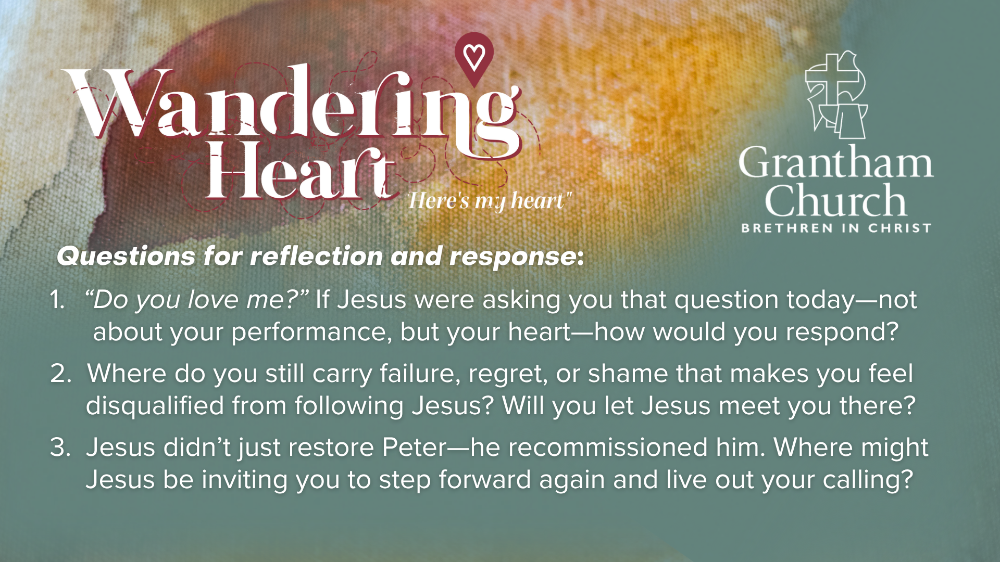 Wandering
Heart
"Here's my heart"
Grantham
Church
BRETHREN IN CHRIST
Questions for reflection and response:
1. “Do you love me?” If Jesus were asking you that question today—not
about your performance, but your heart—how would you respond?
2. Where do you still carry failure, regret, or shame that makes you feel
disqualified from following Jesus? Will you let Jesus meet you there?
3. Jesus didn’t just restore Peter—he recommissioned him. Where might
Jesus be inviting you to step forward again and live out your calling?